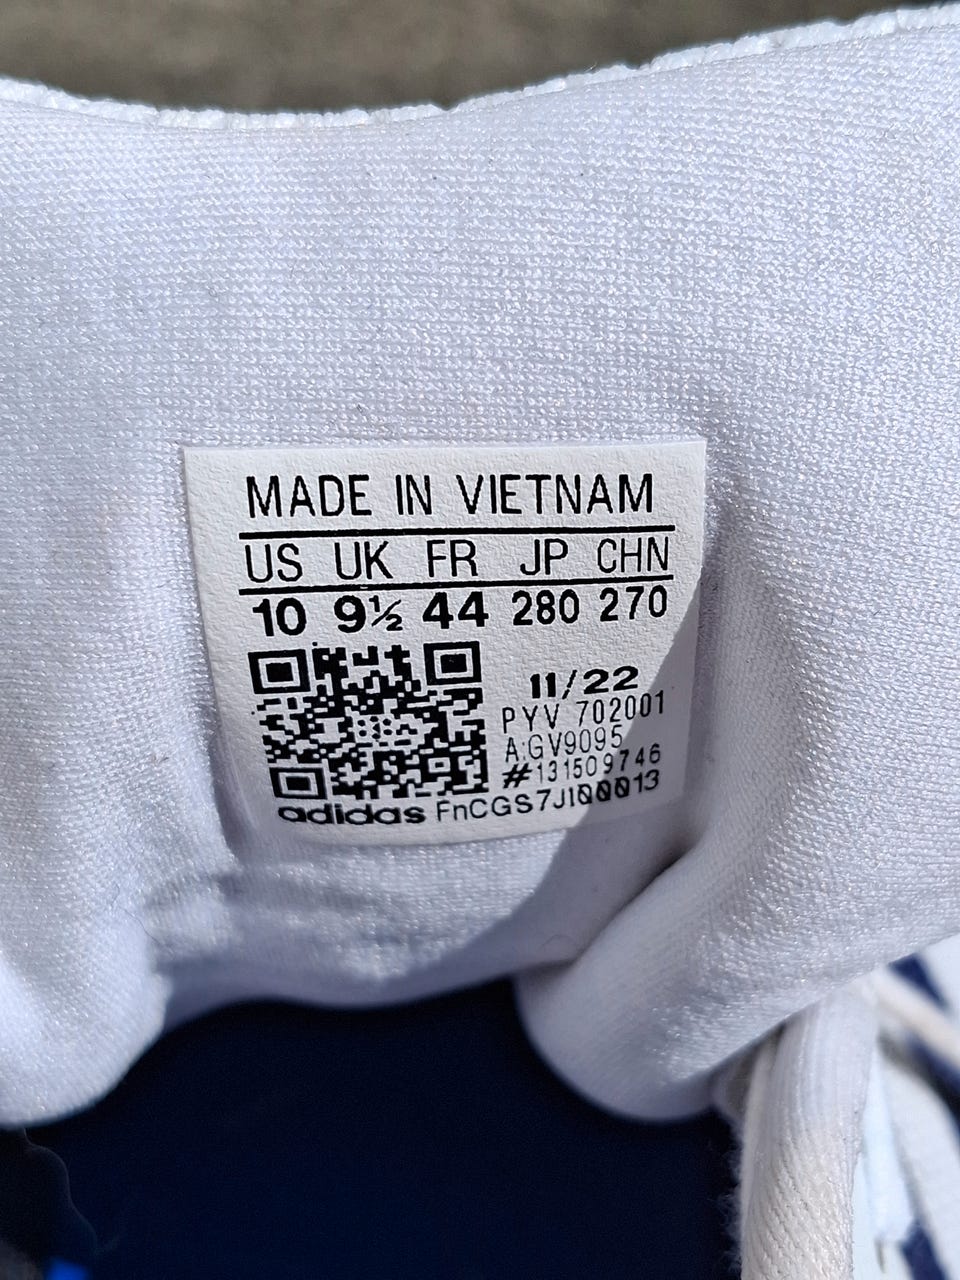 MADE IN VIETNAM
US UK FR JP CHN
10 9½ 44 280 270
11/22
PYV 702001
A:GV9095
#131509746
adidas FnCGS7JI00013